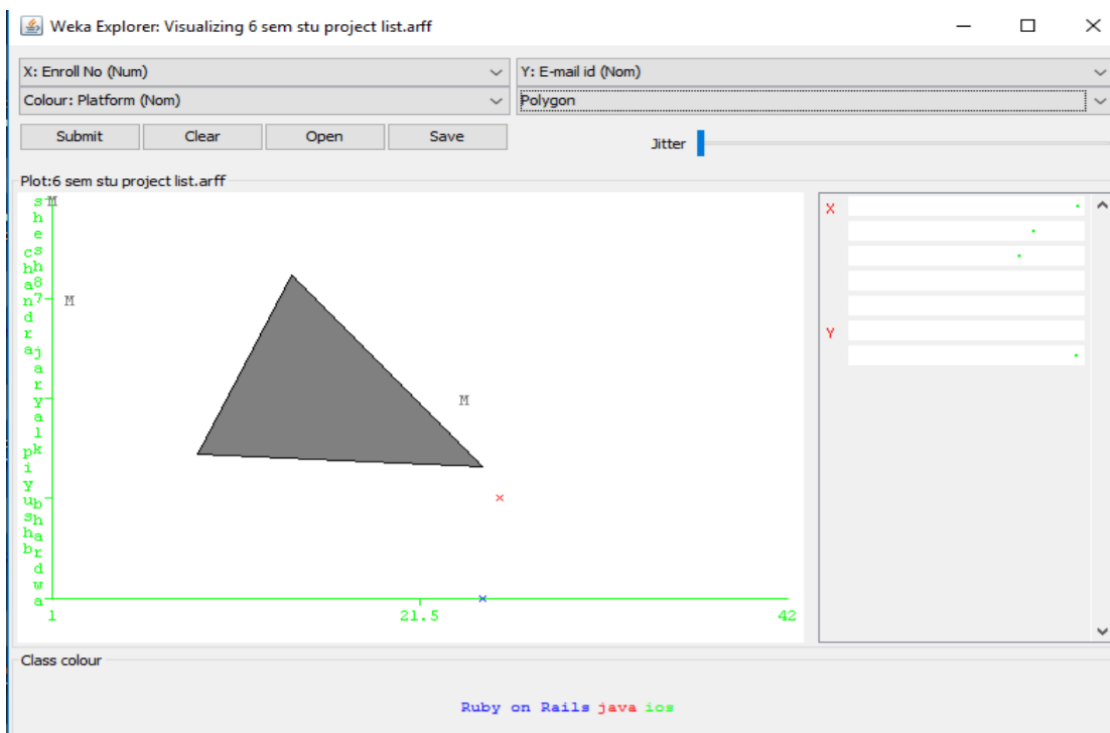 Weka Explorer: Visualizing 6 sem stu project list.arff
X: Enroll No (Num)
Y: E-mail id (Nom)
Colour: Platform (Nom)
Polygon
Submit
Clear
Open
Save
Jitter
Plot:6 sem stu project list.arff
M
M
M
1
21.5
42
X
Y
Class colour
Ruby on Rails java ios